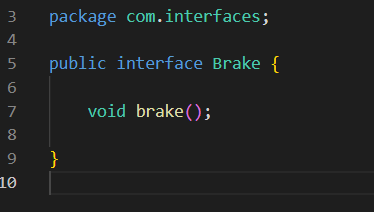 3 package com.interfaces;
4
5 public interface Brake {
6
7     void brake();
8
9 }
10